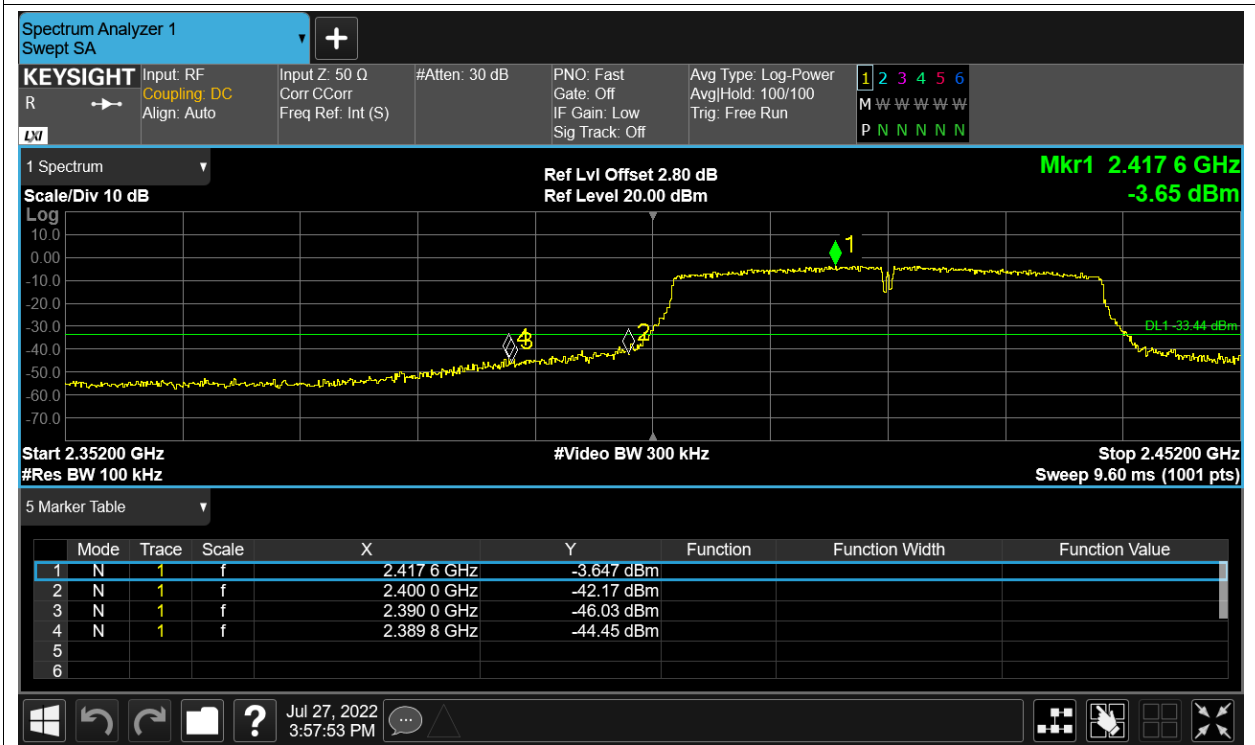 Spectrum Analyzer 1
Swept SA
+
KEYSIGHT Input: RF Input Z: 50 Ω #Atten: 30 dB PNO: Fast Avg Type: Log-Power 1 2 3 4 5 6
R Coupling: DC Corr CCorr Gate: Off Avg|Hold: 100/100 M W W W W W W
Align: Auto Freq Ref: Int (S) IF Gain: Low Trig: Free Run
LXI Sig Track: Off P N N N N N N
1 Spectrum Ref Lvl Offset 2.80 dB Mkr1 2.417 6 GHz
Scale/Div 10 dB Ref Level 20.00 dBm -3.65 dBm
Log
10.0
1
0.00
-10.0
-20.0
-30.0
DL1 -33.44 dBm
4 3 2
-40.0
-50.0
-60.0
-70.0
Start 2.35200 GHz #Video BW 300 kHz Stop 2.45200 GHz
#Res BW 100 kHz Sweep 9.60 ms (1001 pts)
5 Marker Table
Mode Trace Scale X Y Function Function Width Function Value
1 N 1 f 2.417 6 GHz -3.647 dBm
2 N 1 f 2.400 0 GHz -42.17 dBm
3 N 1 f 2.390 0 GHz -46.03 dBm
4 N 1 f 2.389 8 GHz -44.45 dBm
5
6
? Jul 27, 2022
3:57:53 PM